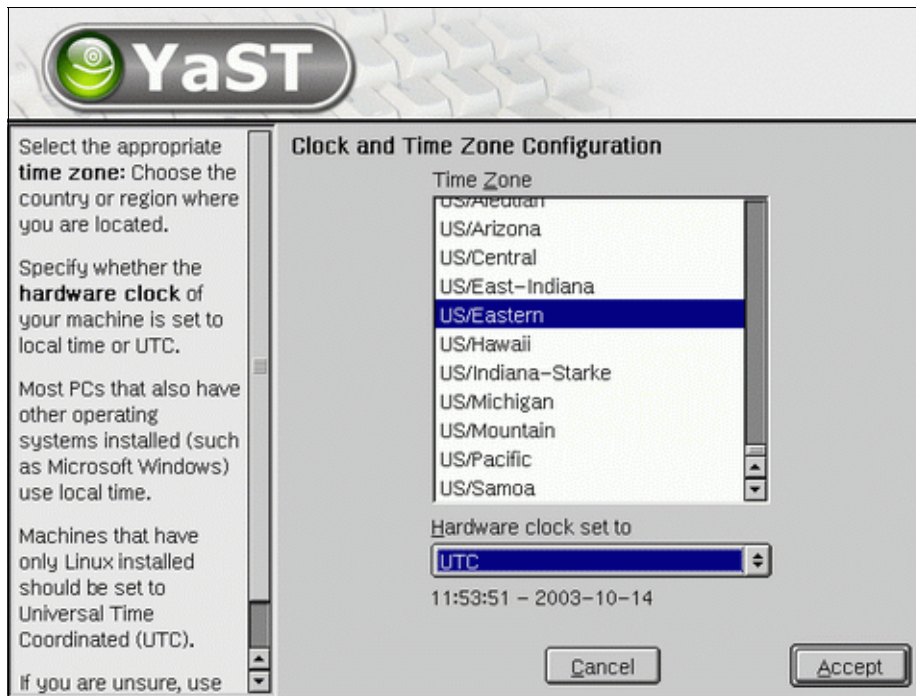 YaST
Select the appropriate
time zone: Choose the
country or region where
you are located.
Specify whether the
hardware clock of
your machine is set to
local time or UTC.
Most PCs that also have
other operating
systems installed (such
as Microsoft Windows)
use local time.
Machines that have
only Linux installed
should be set to
Universal Time
Coordinated (UTC).
If you are unsure, use
Clock and Time Zone Configuration
Time Zone
US/Aleutian
US/Arizona
US/Central
US/East-Indiana
US/Eastern
US/Hawaii
US/Indiana-Starke
US/Michigan
US/Mountain
US/Pacific
US/Samoa
Hardware clock set to
UTC
11:53:51 - 2003-10-14
Cancel
Accept